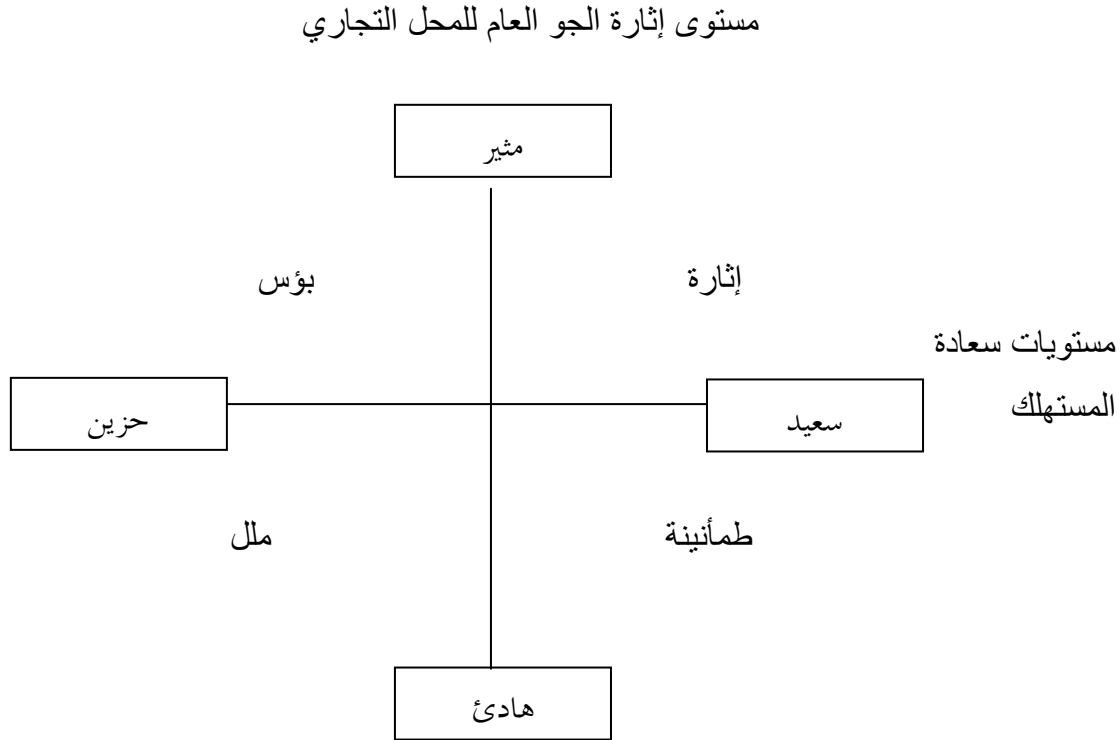 مستوى إثارة الجو العام للمحل التجاري
مثير
إثارة
بؤس
مستويات سعادة
المستهلك
سعيد
حزين
طمأنينة
ملل
هادئ